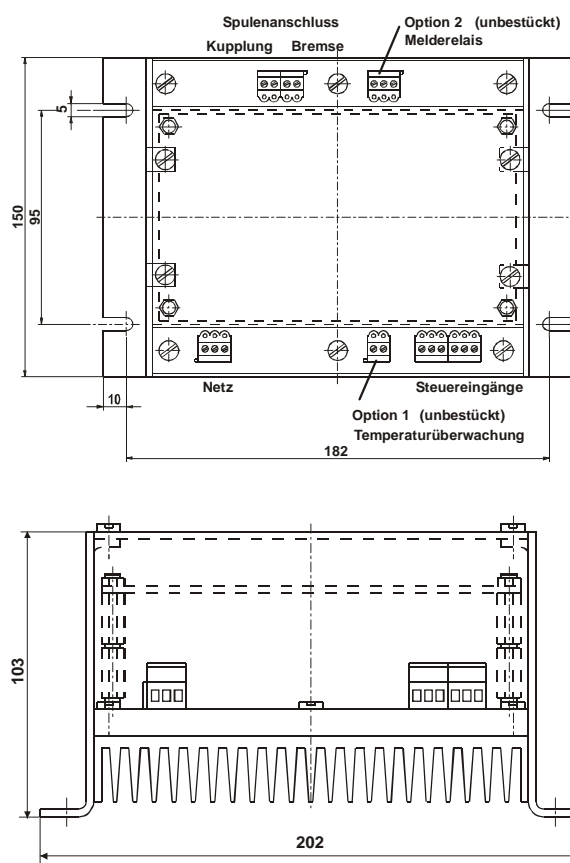 Spulenanschluss
Kupplung Bremse
Option 2 (unbestückt)
Melderelais
5
150
95
10
Netz
Steuereingänge
Option 1 (unbestückt)
Temperaturüberwachung
182
103
202